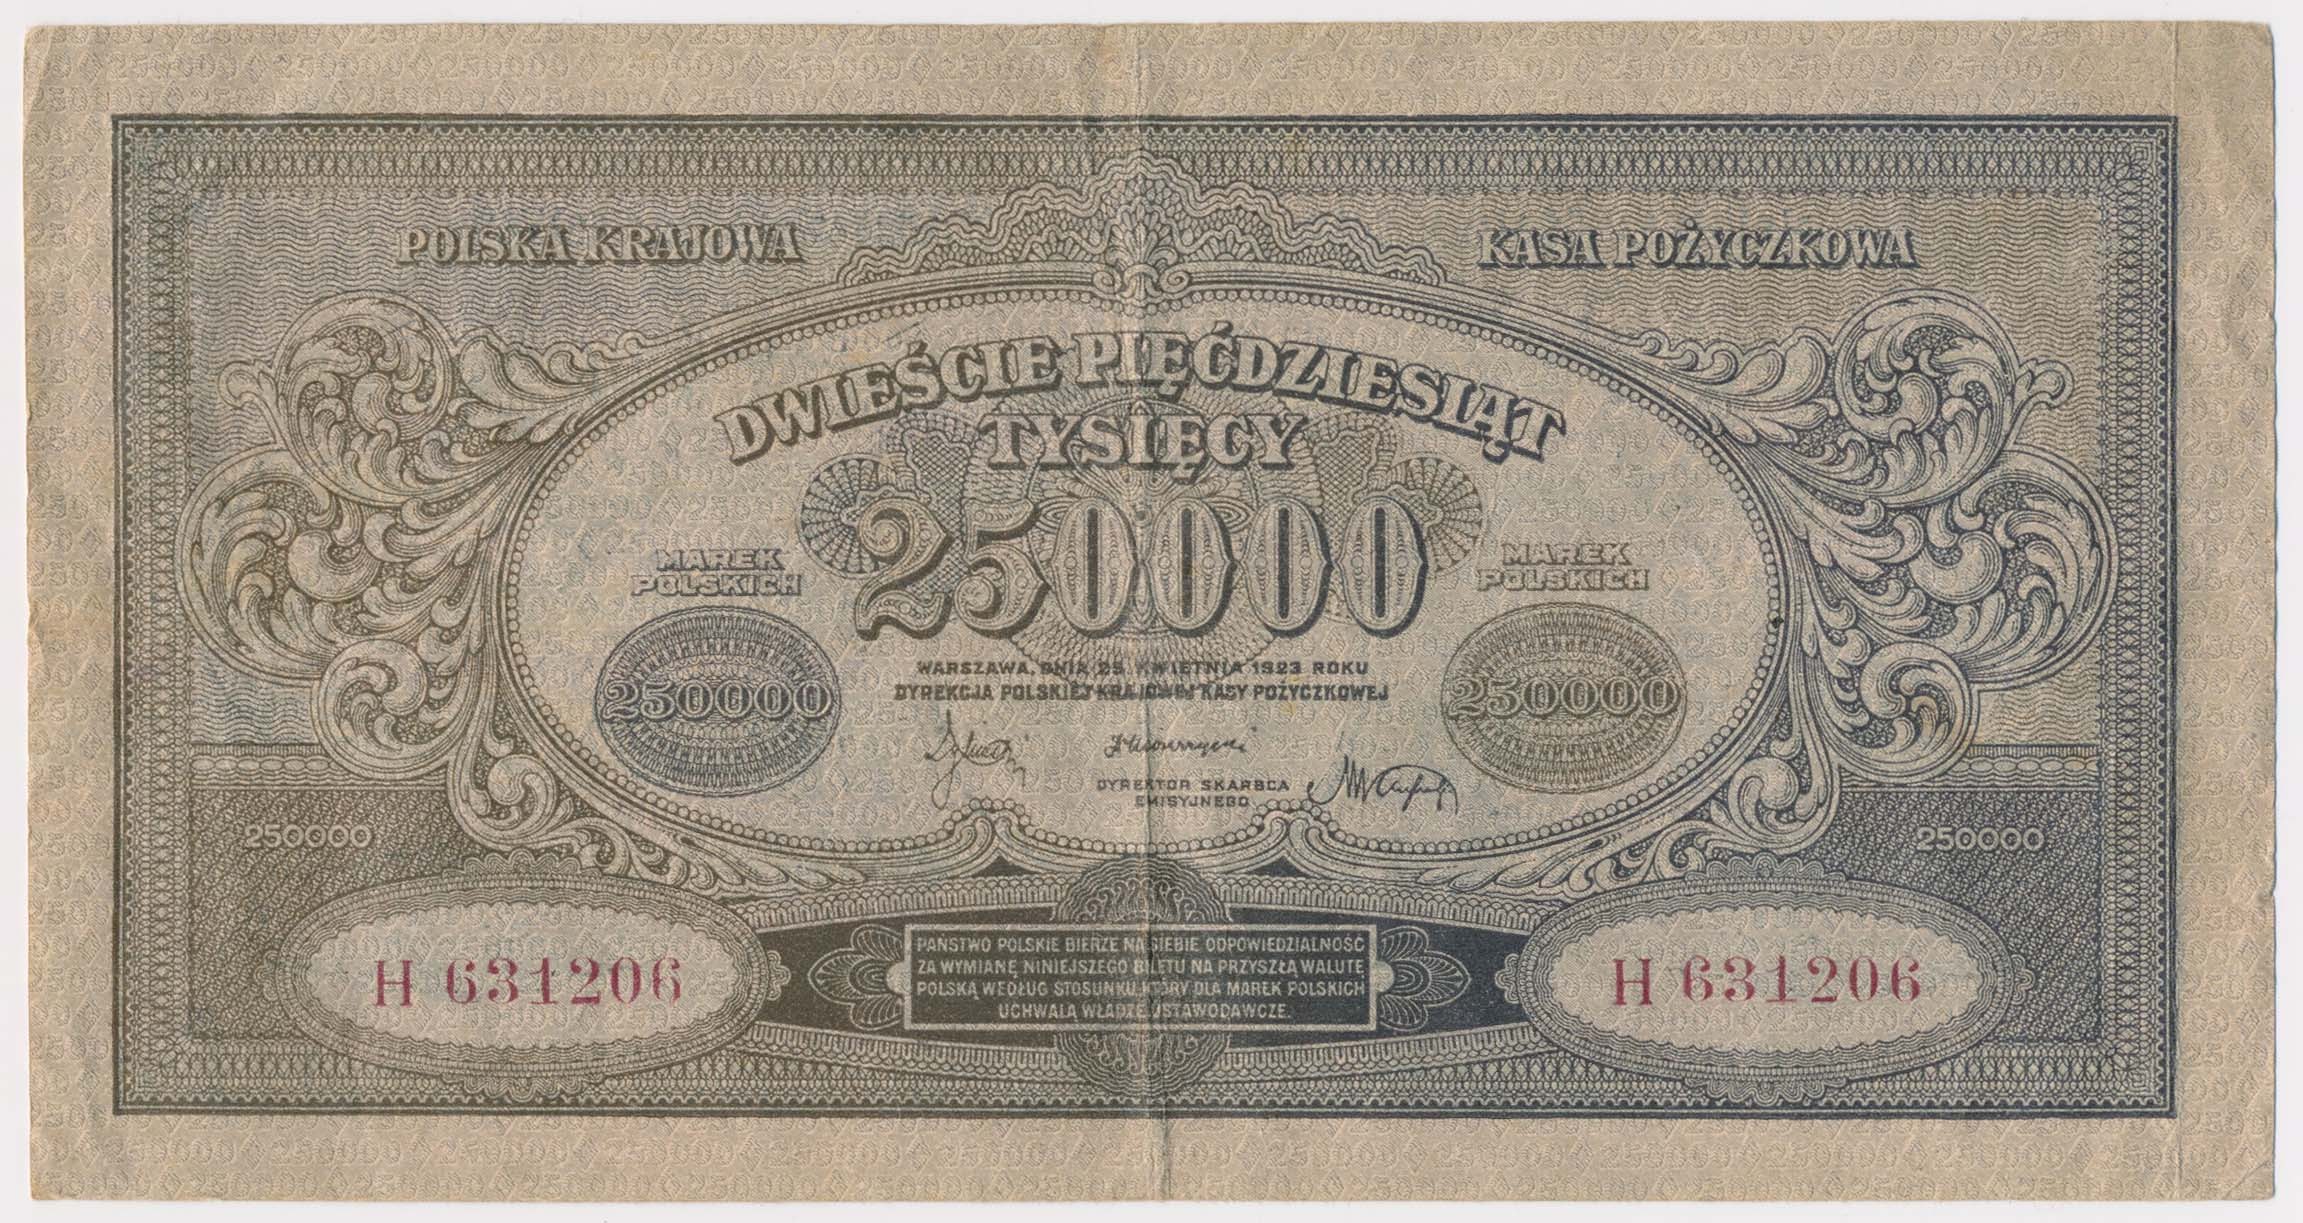 POLSKA KRAJOWA KASA POŻYCZKOWA
DWIEŚCIE PIĘĆDZIESIĄT
TYSIĘCY
250000
MAREK
POLSKICH
250000
MAREK
POLSKICH
250000
WARSZAWA, DNIA 25 KWIETNIA 1923 ROKU
DYREKCJA POLSKIEJ KRAJOWEJ KASY POŻYCZKOWEJ
DYREKTOR SKARBCA
EMISYJNEGO
250000
250000
H 631206
PAŃSTWO POLSKIE BIERZE NA SIEBIE ODPOWIEDZIALNOŚĆ
ZA WYMIANĘ NINIEJSZEGO BILETU NA PRZYSZŁĄ WALUTĘ
POLSKĄ WEDŁUG STOSUNKU, KTÓRY DLA MAREK POLSKICH
UCHWALĄ WŁADZE USTAWODAWCZE.
H 631206